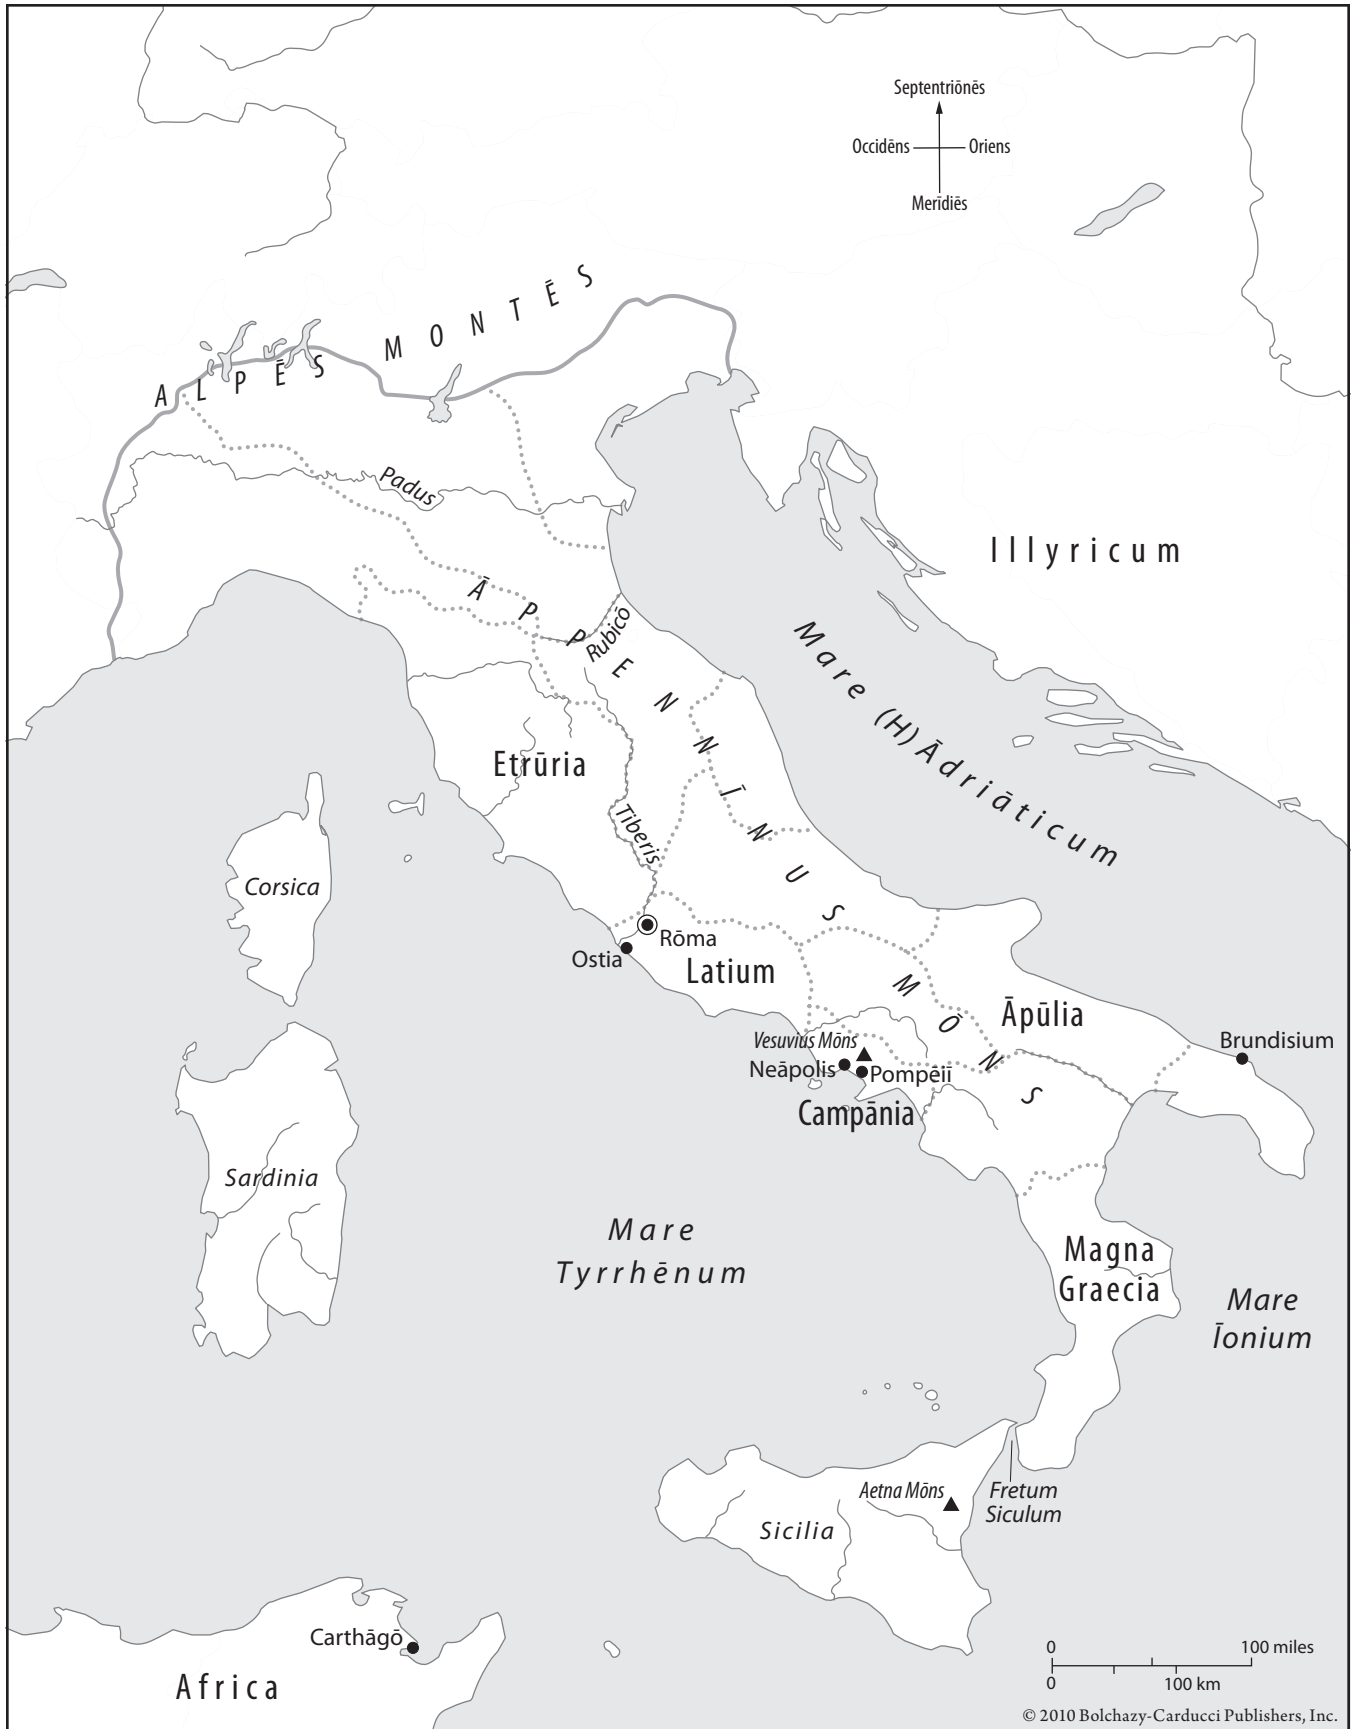 Septentriōnēs
Occidēns
Oriens
Merīdiēs
ALPĒS MONTĒS
Padus
Illyricum
ĀPPENNĪNUS MŌNS
Rubicō
Mare (H)Ādriāticum
Etrūria
Tiberis
Corsica
Rōma
Ostia
Latium
Āpūlia
Vesuvius Mōns
Brundisium
Neāpolis
Pompēiī
Campānia
Sardinia
Mare
Tyrrhēnum
Magna
Graecia
Mare
Īonium
Aetna Mōns
Fretum
Siculum
Sicilia
Carthāgō
Africa
0
100 miles
0
100 km
© 2010 Bolchazy-Carducci Publishers, Inc.